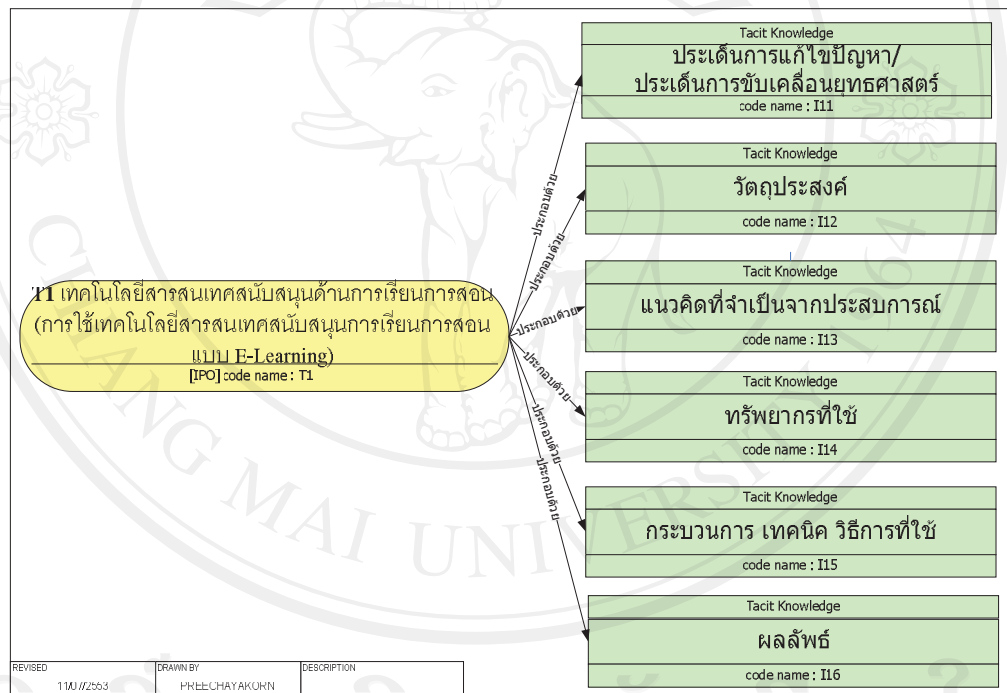 Tacit Knowledge
ประเด็นการแก้ไขปัญหา/
ประเด็นการขับเคลื่อนยุทธศาสตร์
code name : I11
Tacit Knowledge
วัตถุประสงค์
code name : I12
Tacit Knowledge
แนวคิดที่จำเป็นจากประสบการณ์
code name : I13
Tacit Knowledge
ทรัพยากรที่ใช้
code name : I14
Tacit Knowledge
กระบวนการ เทคนิค วิธีการที่ใช้
code name : I15
Tacit Knowledge
ผลลัพธ์
code name : I16
ประกอบด้วย
ประกอบด้วย
ประกอบด้วย
ประกอบด้วย
ประกอบด้วย
ประกอบด้วย
T1 เทคโนโลยีสารสนเทศสนับสนุนด้านการเรียนการสอน
(การใช้เทคโนโลยีสารสนเทศสนับสนุนการเรียนการสอน
แบบ E-Learning)
[IPO] code name : T1
REVISED
DRAWN BY
DESCRIPTION
PREECHAYAKORN
CHIANG MAI UNIVERSITY 1964